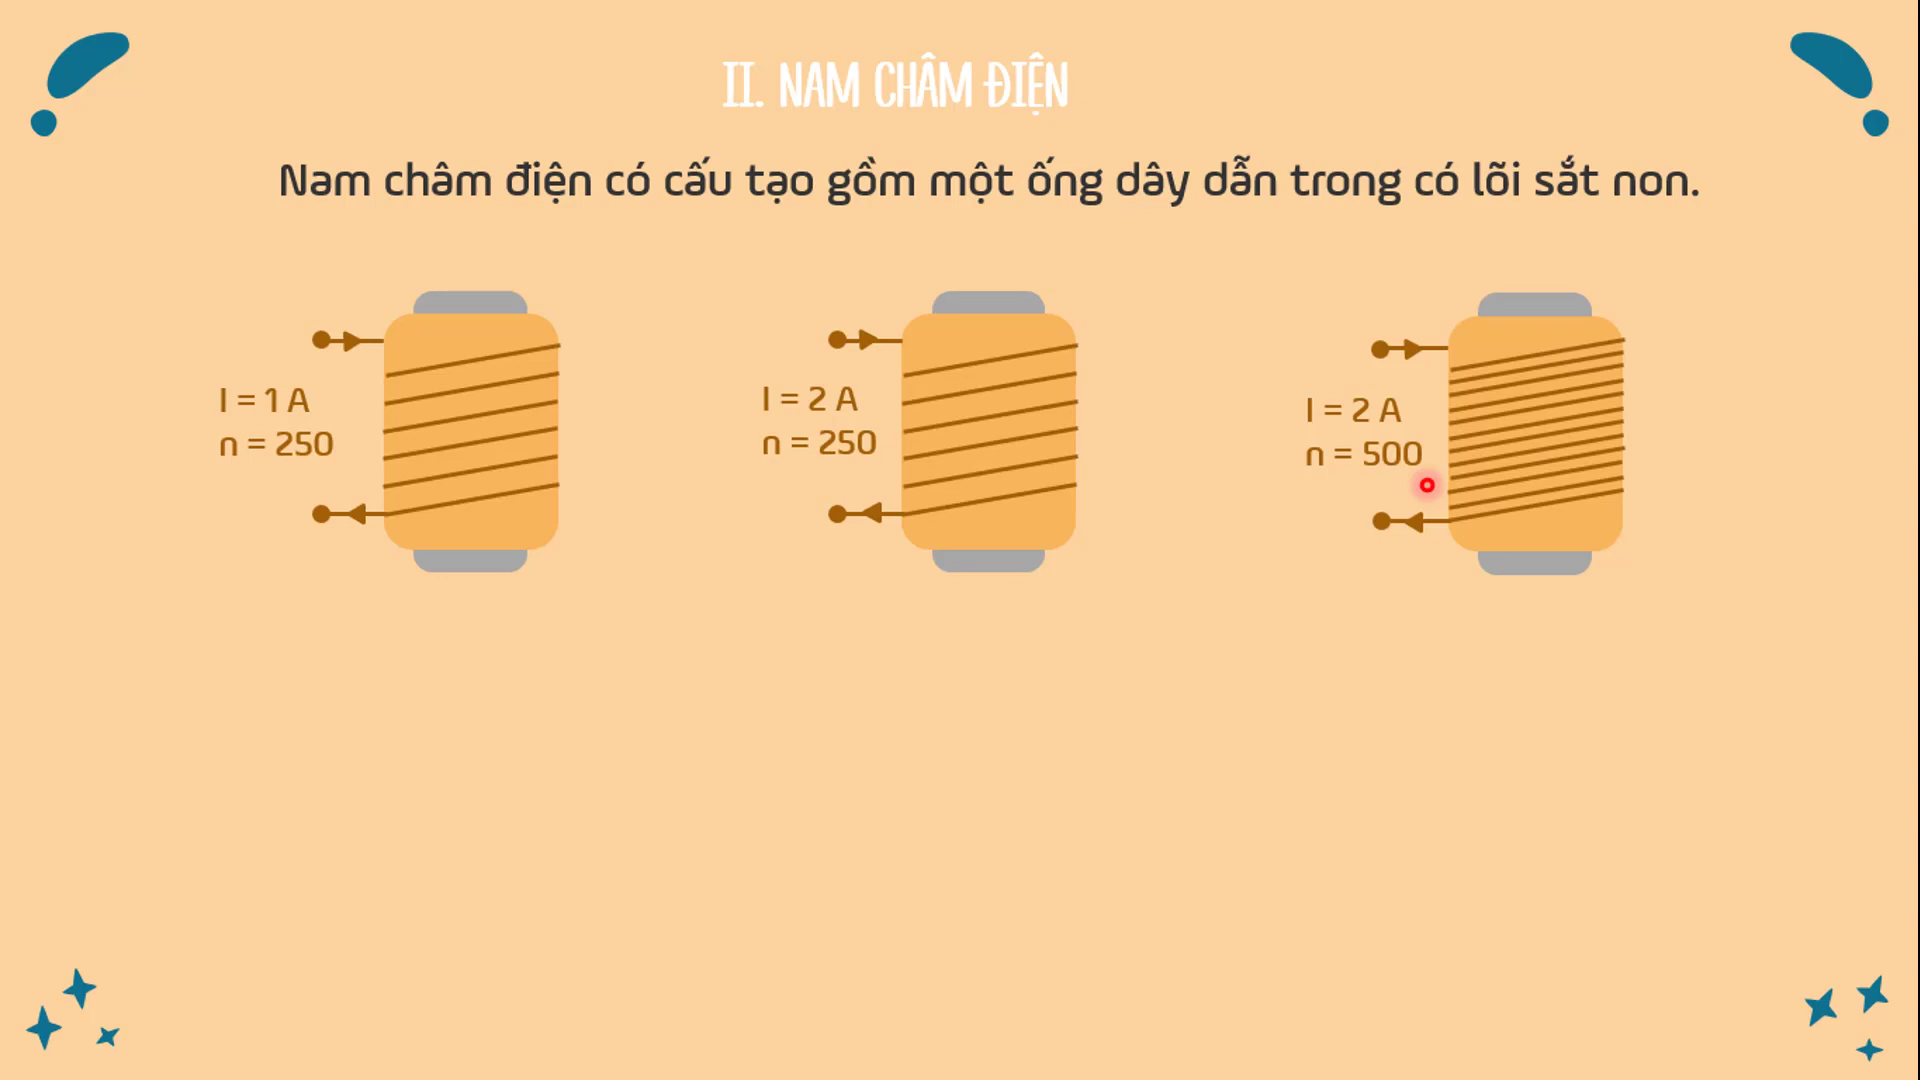 II. NAM CHÂM ĐIỆN
Nam châm điện có cấu tạo gồm một ống dây dẫn trong có lõi sắt non.
I = 1 A
n = 250
I = 2 A
n = 250
I = 2 A
n = 500